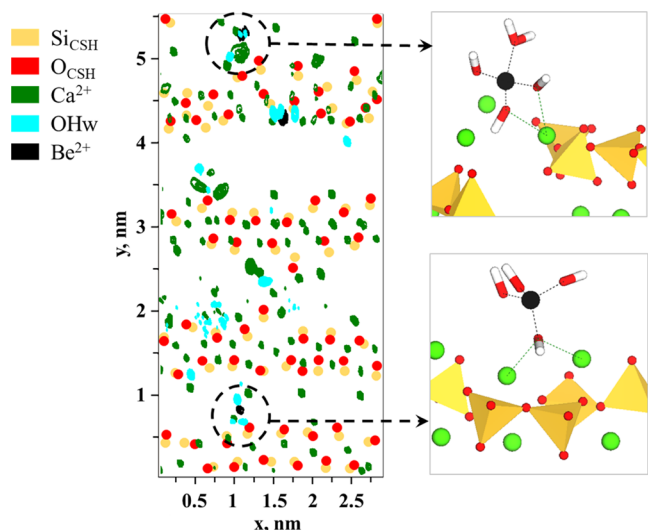 Si_CSH
O_CSH
Ca²⁺
OHw
Be²⁺
y, nm
5
4
3
2
1
0.5
1
1.5
2
2.5
x, nm